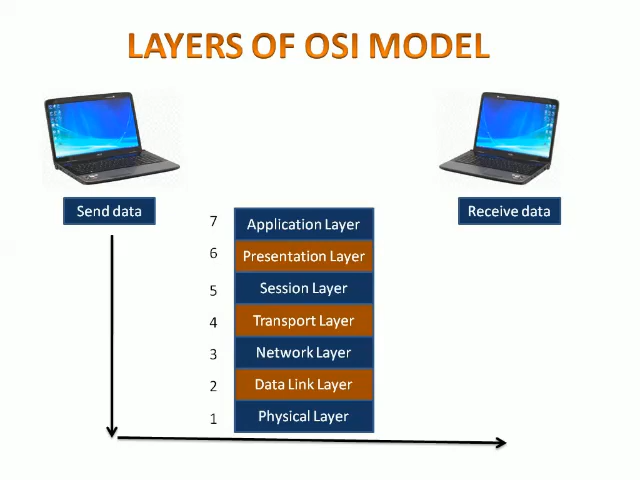 LAYERS OF OSI MODEL
Send data
Receive data
7 Application Layer
6 Presentation Layer
5 Session Layer
4 Transport Layer
3 Network Layer
2 Data Link Layer
1 Physical Layer